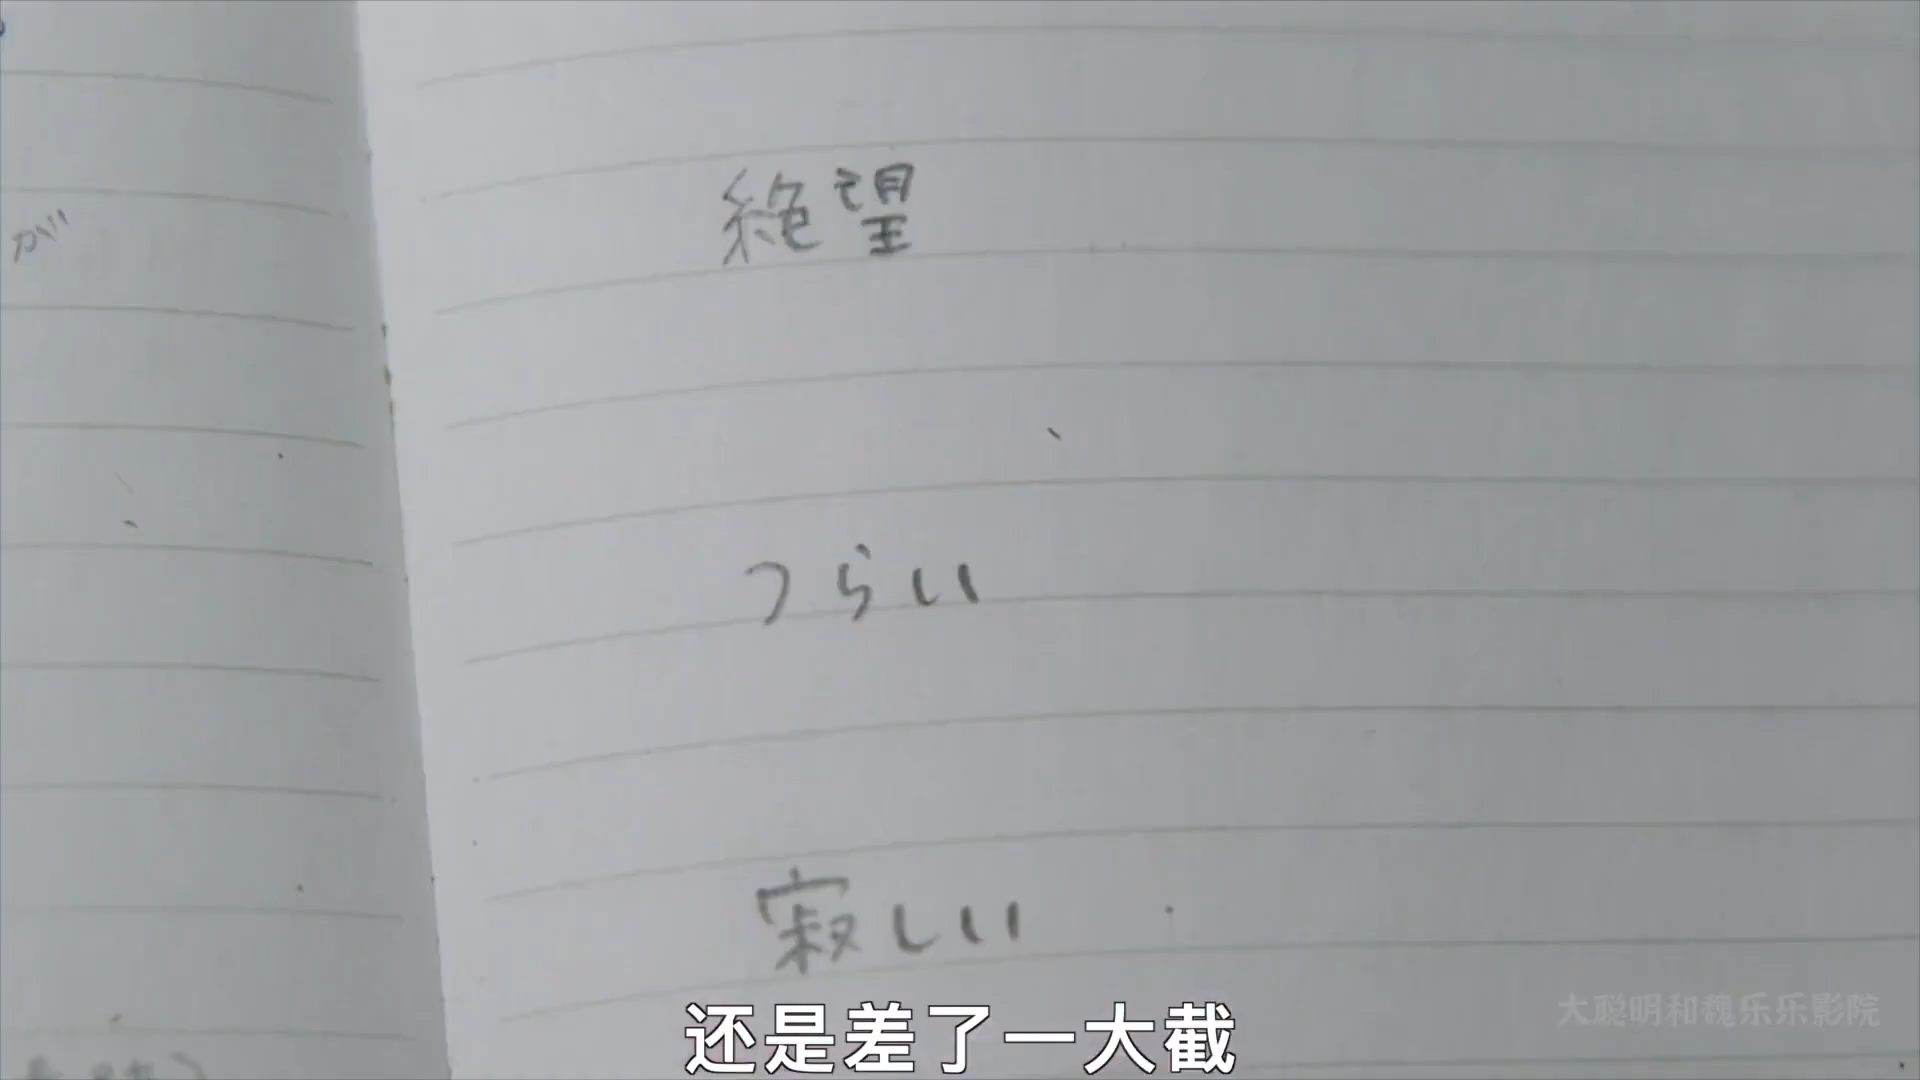 が
絶望
つらい
寂しい
还是差了一大截
大聪明和魏乐乐影院